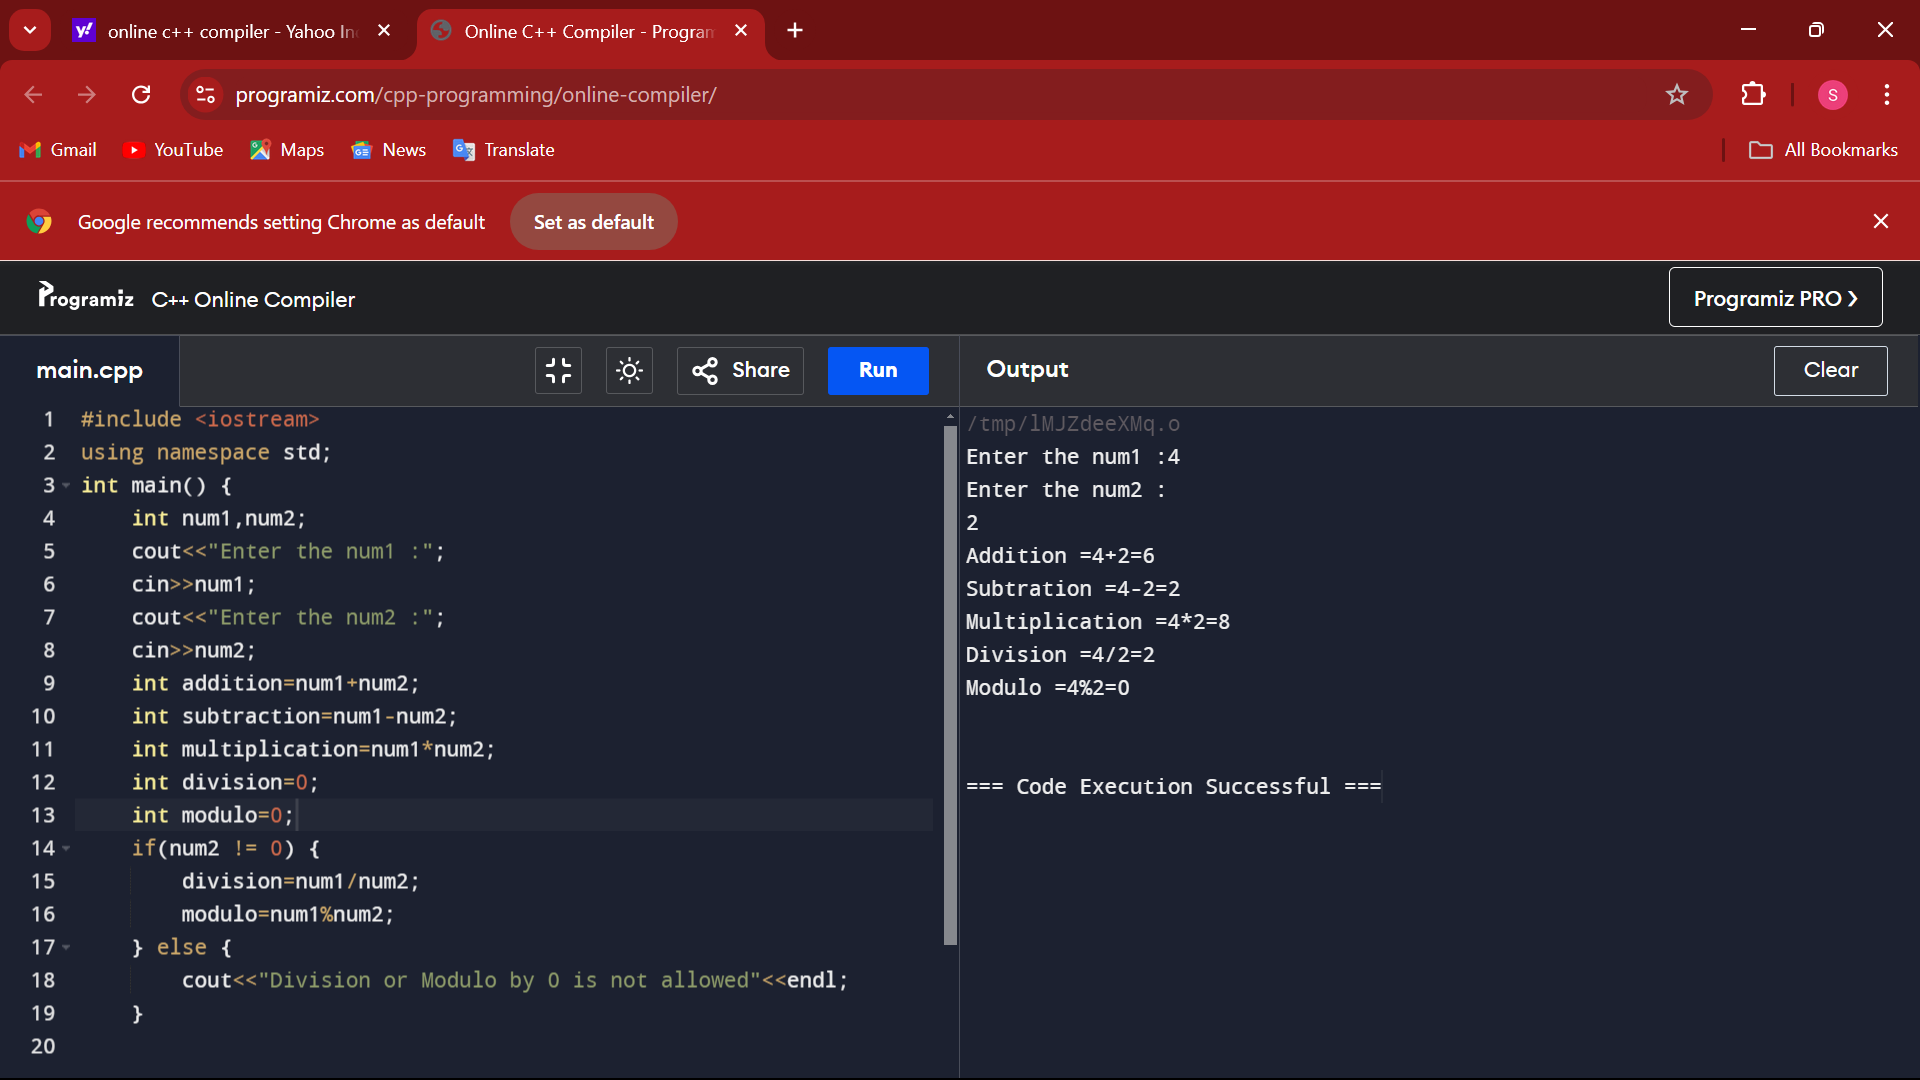 online c++ compiler - Yahoo In
Online C++ Compiler - Program
programiz.com/cpp-programming/online-compiler/
S
Gmail
YouTube
Maps
News
Translate
All Bookmarks
Google recommends setting Chrome as default
Set as default
Programiz
C++ Online Compiler
Programiz PRO ❯
main.cpp
Share
Run
Output
Clear
1 #include <iostream>
2 using namespace std;
3 int main() {
4 int num1,num2;
5 cout<<"Enter the num1 :";
6 cin>>num1;
7 cout<<"Enter the num2 :";
8 cin>>num2;
9 int addition=num1+num2;
10 int subtraction=num1-num2;
11 int multiplication=num1*num2;
12 int division=0;
13 int modulo=0;
14 if(num2 != 0) {
15 division=num1/num2;
16 modulo=num1%num2;
17 } else {
18 cout<<"Division or Modulo by 0 is not allowed"<<endl;
19 }
20
/tmp/lMJZdeeXMq.o
Enter the num1 :4
Enter the num2 :
2
Addition =4+2=6
Subtration =4-2=2
Multiplication =4*2=8
Division =4/2=2
Modulo =4%2=0
=== Code Execution Successful ===